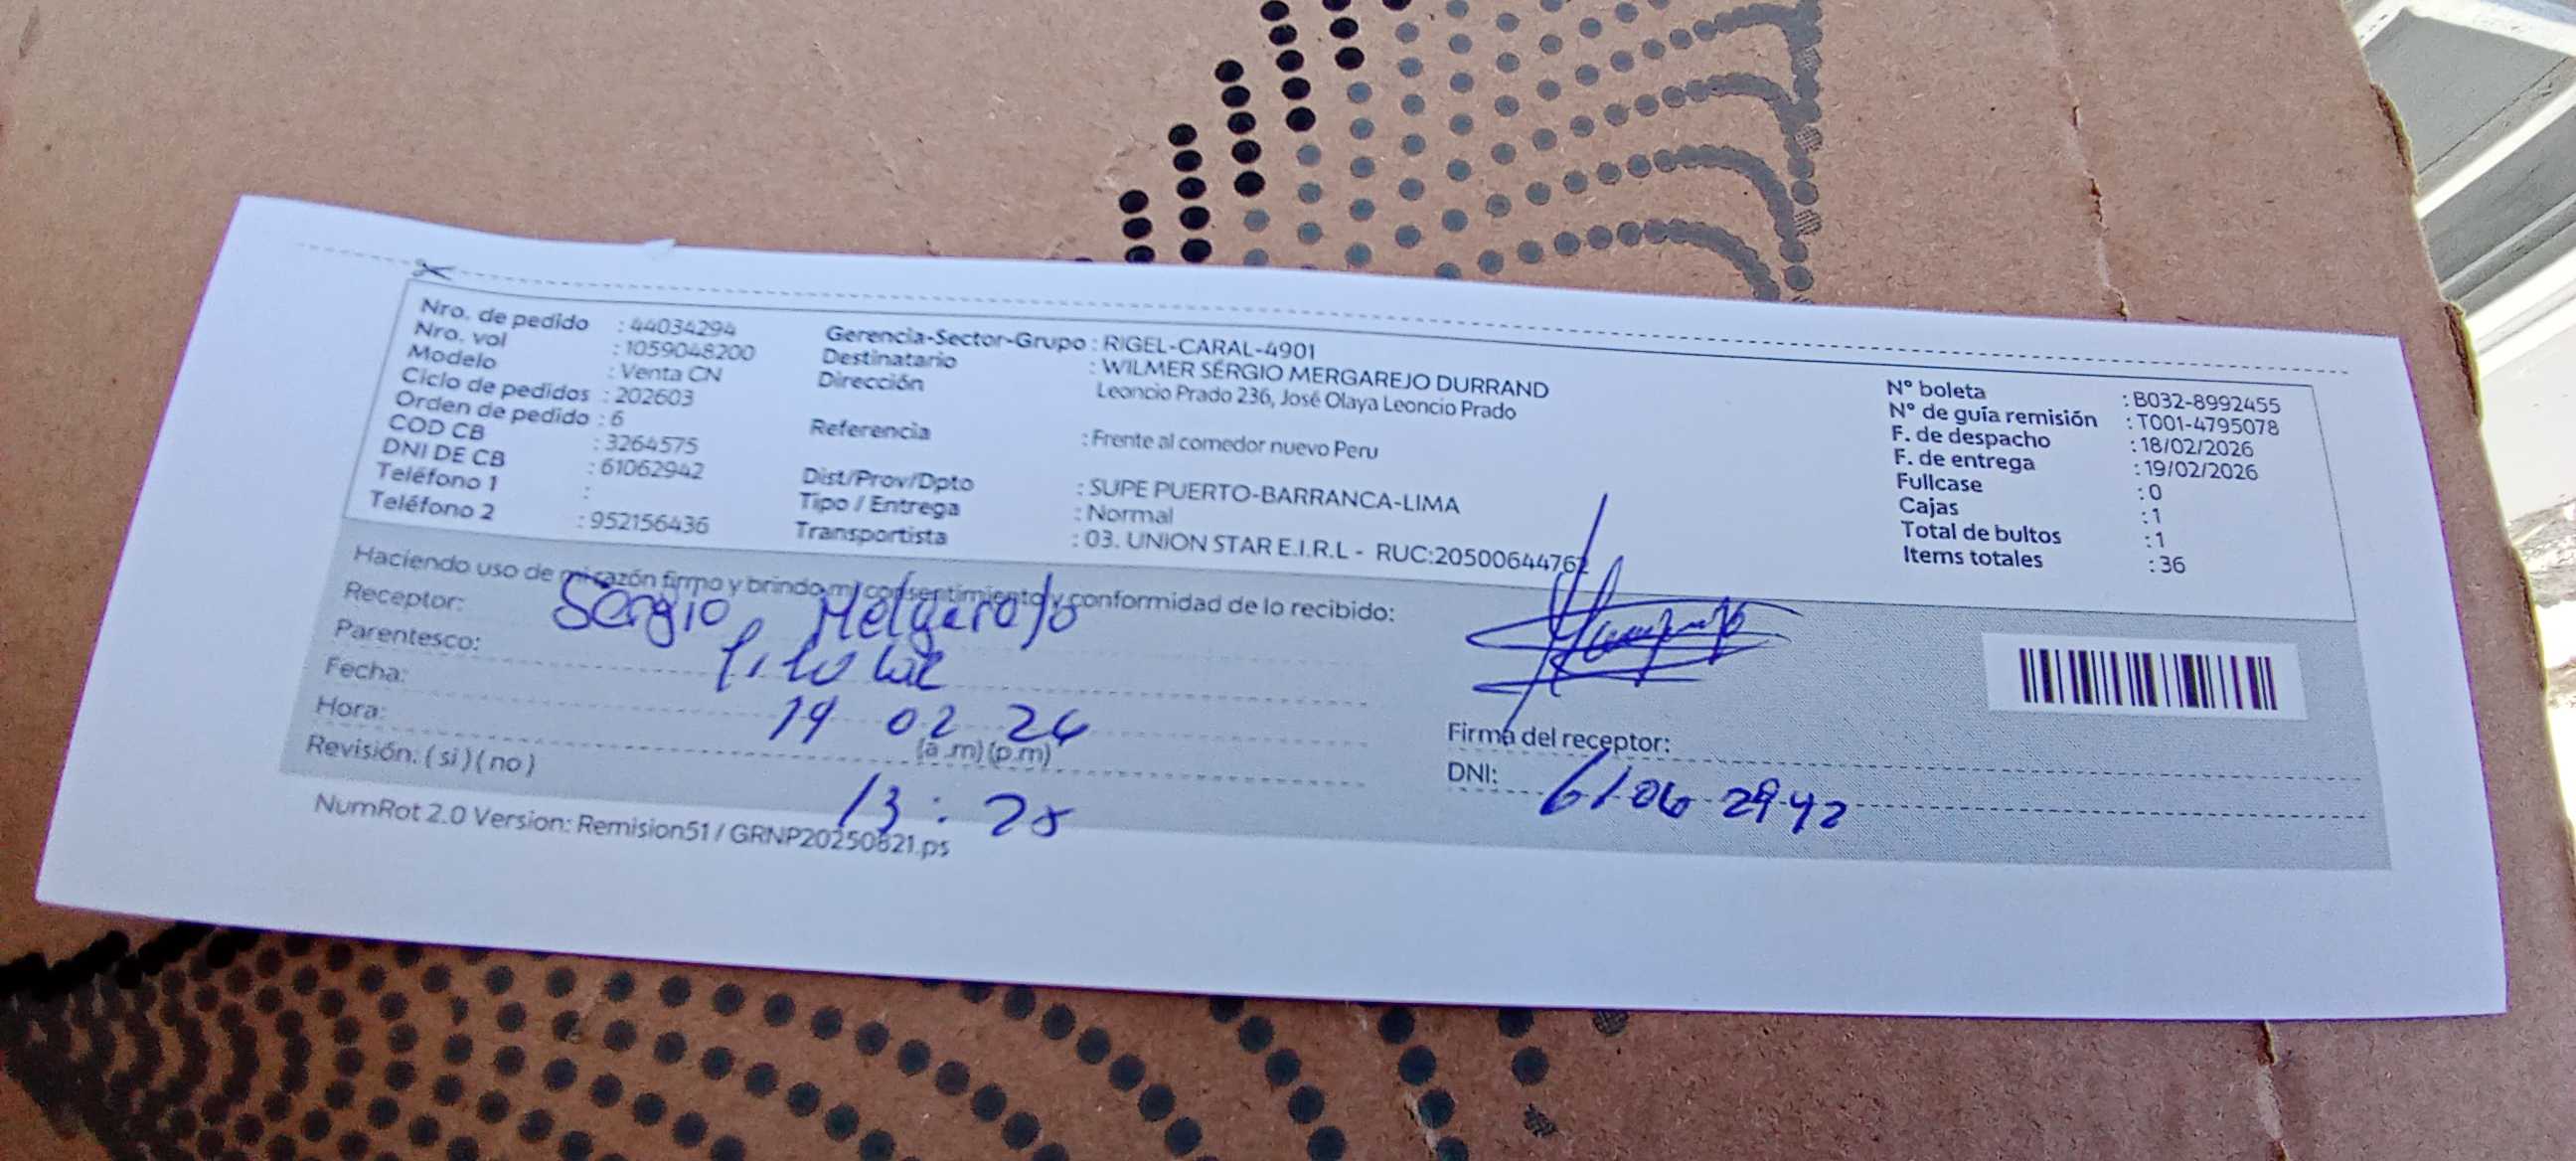 Nro. de pedido : 44034294
Nro. vol : 1059048200
Modelo : Venta CN
Ciclo de pedidos : 202603
Orden de pedido : 6
COD CB : 3264575
DNI DE CB : 61062942
Teléfono 1 :
Teléfono 2 : 952156436
Gerencia-Sector-Grupo : RIGEL-CARAL-4901
Destinatario : WILMER SERGIO MERGAREJO DURRAND
Dirección Leoncio Prado 236, José Olaya Leoncio Prado
Referencia : Frente al comedor nuevo Peru
Dist/Prov/Dpto : SUPE PUERTO-BARRANCA-LIMA
Tipo / Entrega : Normal
Transportista : 03. UNION STAR E.I.R.L - RUC:20500644762
N° boleta : B032-8992455
N° de guía remisión : T001-4795078
F. de despacho : 18/02/2026
F. de entrega : 19/02/2026
Fullcase : 0
Cajas : 1
Total de bultos : 1
Items totales : 36
Haciendo uso de mi razón firmo y brindo mi consentimiento y conformidad de lo recibido:
Receptor: Sergio Melgarejo
Parentesco:
Fecha: 19 02 26
Hora: (a .m) (p.m)
Revisión: ( si ) ( no ) 13 : 28
Firma del receptor:
DNI: 61062942
NumRot 2.0 Version: Remision51 / GRNP20250821.ps